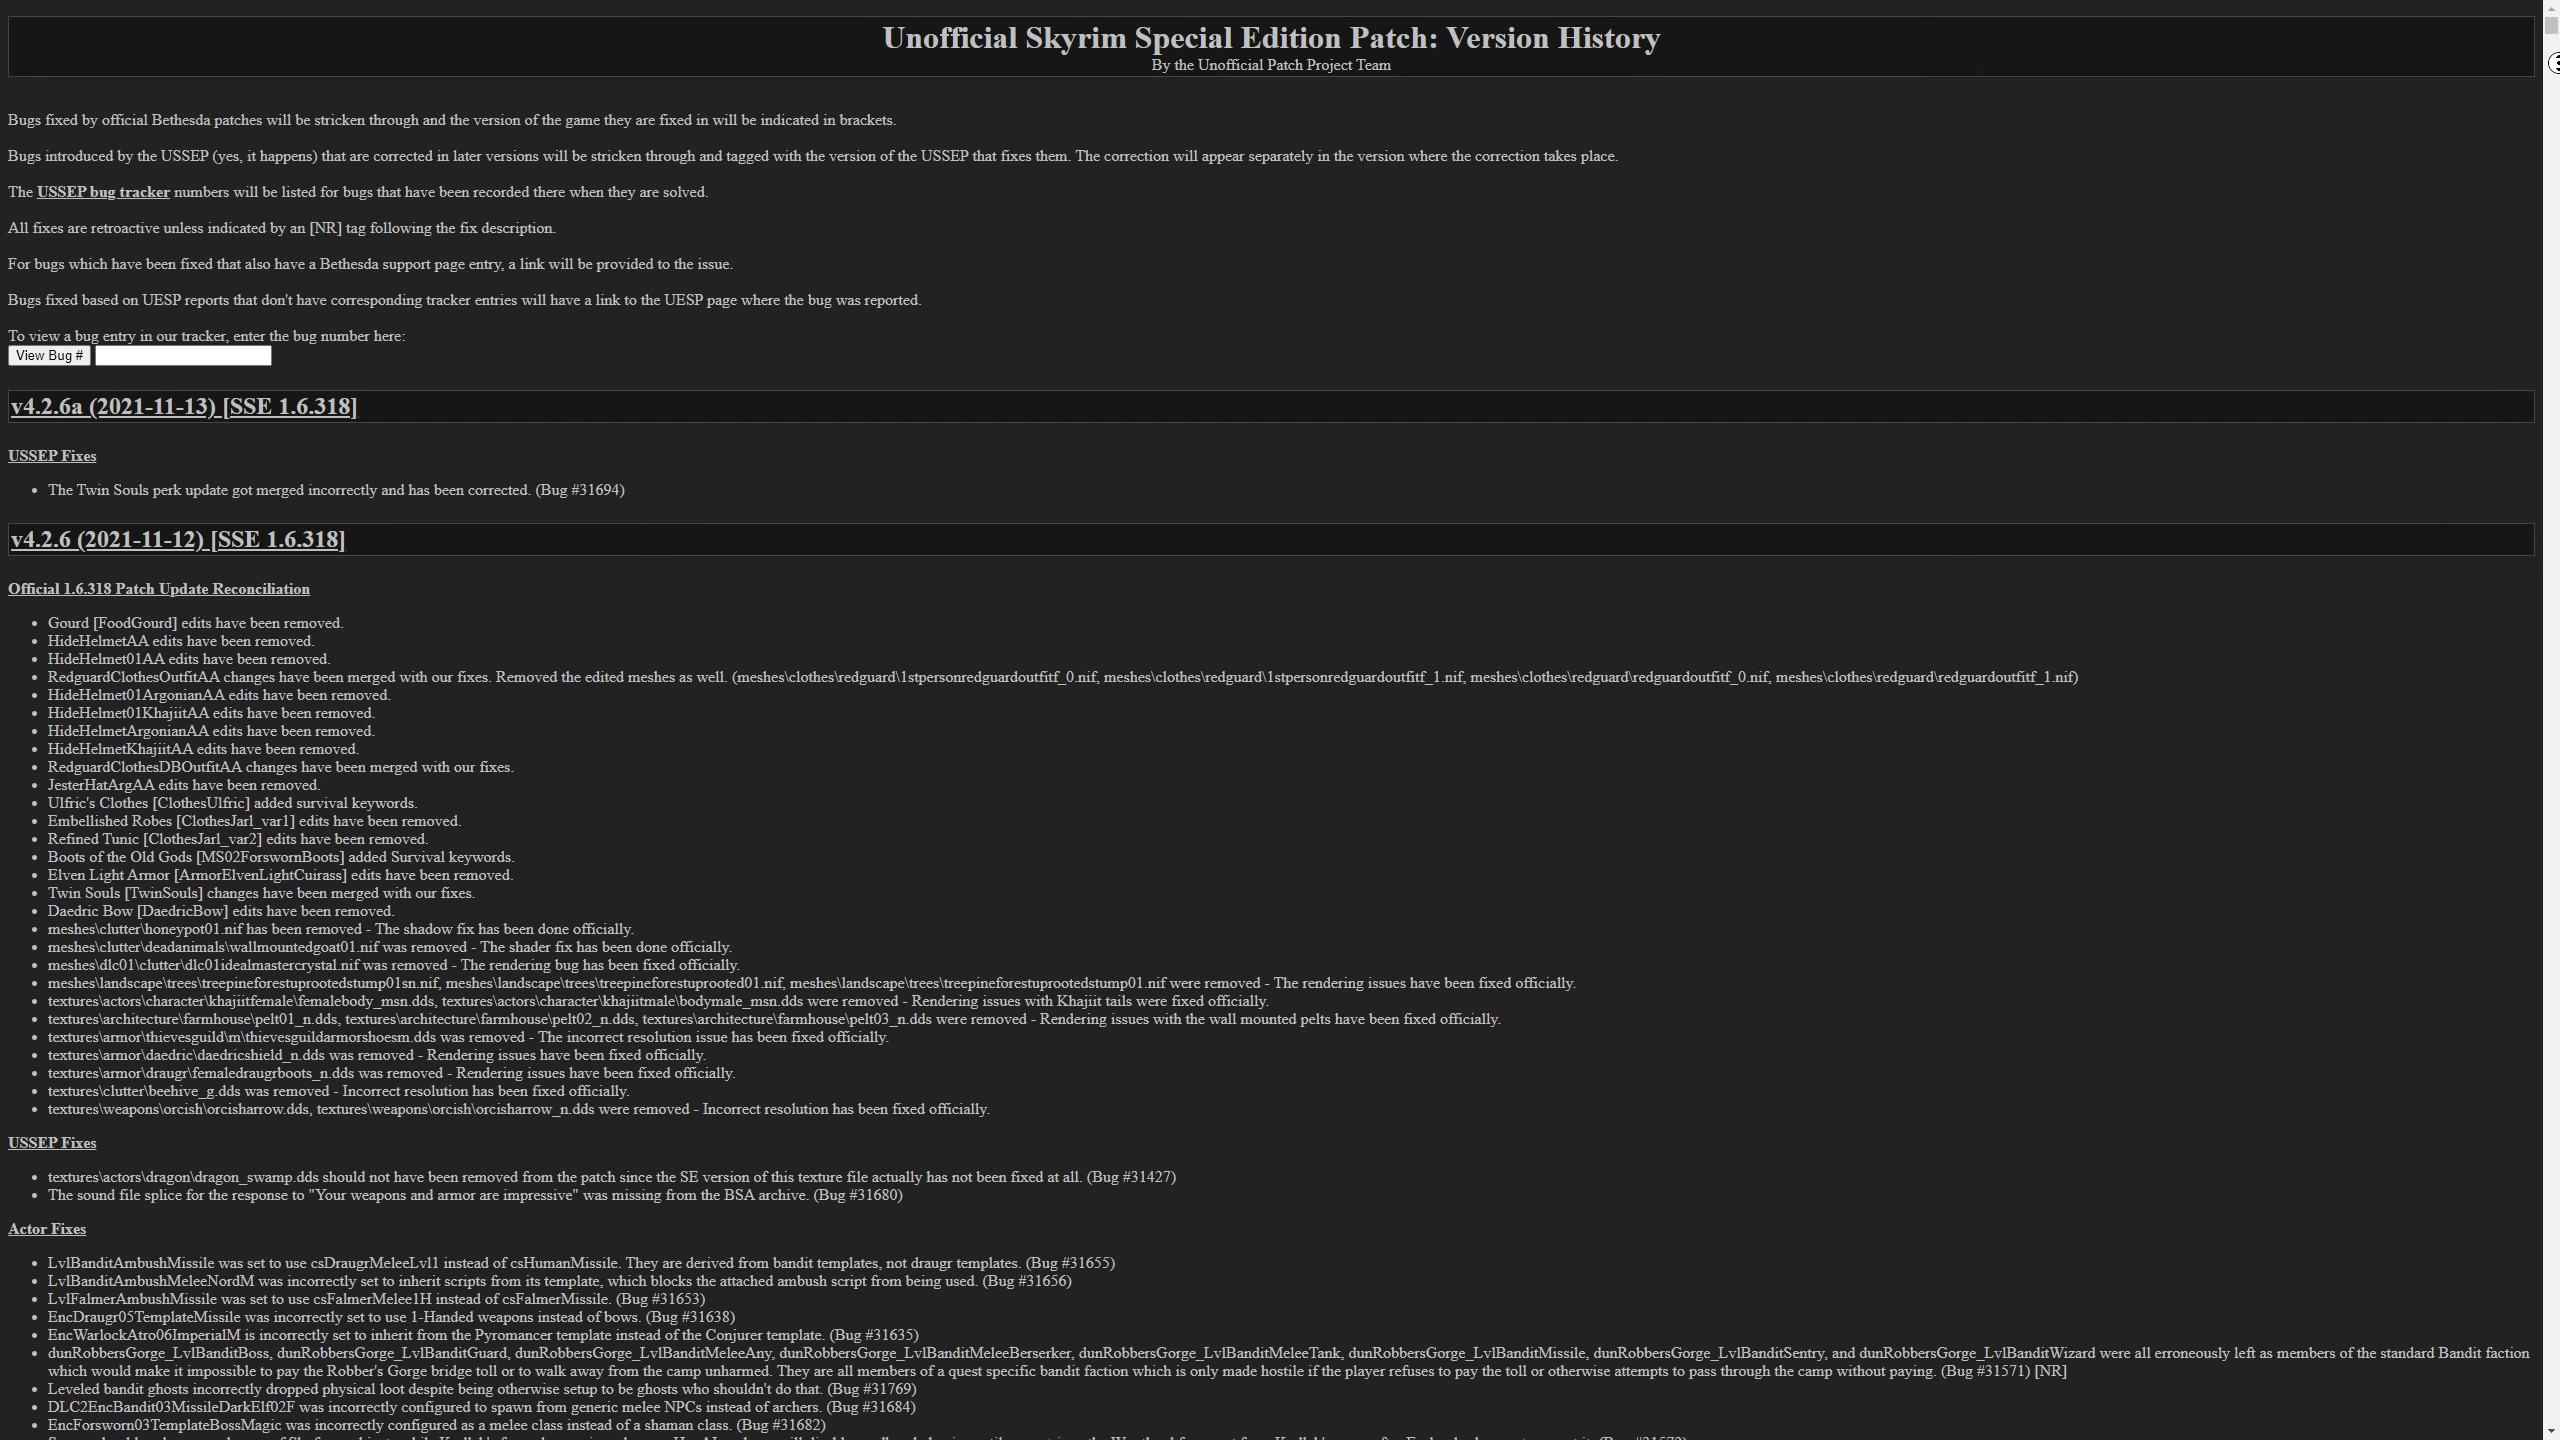 Unofficial Skyrim Special Edition Patch: Version History
By the Unofficial Patch Project Team
Bugs fixed by official Bethesda patches will be stricken through and the version of the game they are fixed in will be indicated in brackets.
Bugs introduced by the USSEP (yes, it happens) that are corrected in later versions will be stricken through and tagged with the version of the USSEP that fixes them. The correction will appear separately in the version where the correction takes place.
The USSEP bug tracker numbers will be listed for bugs that have been recorded there when they are solved.
All fixes are retroactive unless indicated by an [NR] tag following the fix description.
For bugs which have been fixed that also have a Bethesda support page entry, a link will be provided to the issue.
Bugs fixed based on UESP reports that don't have corresponding tracker entries will have a link to the UESP page where the bug was reported.
To view a bug entry in our tracker, enter the bug number here:
View Bug #
v4.2.6a (2021-11-13) [SSE 1.6.318]
USSEP Fixes
• The Twin Souls perk update got merged incorrectly and has been corrected. (Bug #31694)
v4.2.6 (2021-11-12) [SSE 1.6.318]
Official 1.6.318 Patch Update Reconciliation
• Gourd [FoodGourd] edits have been removed.
• HideHelmetAA edits have been removed.
• HideHelmet01AA edits have been removed.
• RedguardClothesOutfitAA changes have been merged with our fixes. Removed the edited meshes as well. (meshes\clothes\redguard\1stpersonredguardoutfitf_0.nif, meshes\clothes\redguard\1stpersonredguardoutfitf_1.nif, meshes\clothes\redguard\redguardoutfitf_0.nif, meshes\clothes\redguard\redguardoutfitf_1.nif)
• HideHelmet01ArgonianAA edits have been removed.
• HideHelmet01KhajiitAA edits have been removed.
• HideHelmetArgonianAA edits have been removed.
• HideHelmetKhajiitAA edits have been removed.
• RedguardClothesDBOutfitAA changes have been merged with our fixes.
• JesterHatArgAA edits have been removed.
• Ulfric's Clothes [ClothesUlfric] added survival keywords.
• Embellished Robes [ClothesJarl_var1] edits have been removed.
• Refined Tunic [ClothesJarl_var2] edits have been removed.
• Boots of the Old Gods [MS02ForswornBoots] added Survival keywords.
• Elven Light Armor [ArmorElvenLightCuirass] edits have been removed.
• Twin Souls [TwinSouls] changes have been merged with our fixes.
• Daedric Bow [DaedricBow] edits have been removed.
• meshes\clutter\honeypot01.nif has been removed - The shadow fix has been done officially.
• meshes\clutter\deadanimals\wallmountedgoat01.nif was removed - The shader fix has been done officially.
• meshes\dlc01\clutter\dlc01idealmastercrystal.nif was removed - The rendering bug has been fixed officially.
• meshes\landscape\trees\treepineforestuprootedstump01sn.nif, meshes\landscape\trees\treepineforestuprooted01.nif, meshes\landscape\trees\treepineforestuprootedstump01.nif were removed - The rendering issues have been fixed officially.
• textures\actors\character\khajiitfemale\femalebody_msn.dds, textures\actors\character\khajiitmale\bodymale_msn.dds were removed - Rendering issues with Khajiit tails were fixed officially.
• textures\architecture\farmhouse\pelt01_n.dds, textures\architecture\farmhouse\pelt02_n.dds, textures\architecture\farmhouse\pelt03_n.dds were removed - Rendering issues with the wall mounted pelts have been fixed officially.
• textures\armor\thievesguild\m\thievesguildarmorshoesm.dds was removed - The incorrect resolution issue has been fixed officially.
• textures\armor\daedric\daedricshield_n.dds was removed - Rendering issues have been fixed officially.
• textures\armor\draugr\femaledraugrboots_n.dds was removed - Rendering issues have been fixed officially.
• textures\clutter\beehive_g.dds was removed - Incorrect resolution has been fixed officially.
• textures\weapons\orcish\orcisharrow.dds, textures\weapons\orcish\orcisharrow_n.dds were removed - Incorrect resolution has been fixed officially.
USSEP Fixes
• textures\actors\dragon\dragon_swamp.dds should not have been removed from the patch since the SE version of this texture file actually has not been fixed at all. (Bug #31427)
• The sound file splice for the response to "Your weapons and armor are impressive" was missing from the BSA archive. (Bug #31680)
Actor Fixes
• LvlBanditAmbushMissile was set to use csDraugrMeleeLvl1 instead of csHumanMissile. They are derived from bandit templates, not draugr templates. (Bug #31655)
• LvlBanditAmbushMeleeNordM was incorrectly set to inherit scripts from its template, which blocks the attached ambush script from being used. (Bug #31656)
• LvlFalmerAmbushMissile was set to use csFalmerMelee1H instead of csFalmerMissile. (Bug #31653)
• EncDraugr05TemplateMissile was incorrectly set to use 1-Handed weapons instead of bows. (Bug #31638)
• EncWarlockAtro06ImperialM is incorrectly set to inherit from the Pyromancer template instead of the Conjurer template. (Bug #31635)
• dunRobbersGorge_LvlBanditBoss, dunRobbersGorge_LvlBanditGuard, dunRobbersGorge_LvlBanditMeleeAny, dunRobbersGorge_LvlBanditMeleeBerserker, dunRobbersGorge_LvlBanditMeleeTank, dunRobbersGorge_LvlBanditMissile, dunRobbersGorge_LvlBanditSentry, and dunRobbersGorge_LvlBanditWizard were all erroneously left as members of the standard Bandit faction
which would make it impossible to pay the Robber's Gorge bridge toll or to walk away from the camp unharmed. They are all members of a quest specific bandit faction which is only made hostile if the player refuses to pay the toll or otherwise attempts to pass through the camp without paying. (Bug #31571) [NR]
• Leveled bandit ghosts incorrectly dropped physical loot despite being otherwise setup to be ghosts who shouldn't do that. (Bug #31769)
• DLC2EncBandit03MissileDarkElf02F was incorrectly configured to spawn from generic melee NPCs instead of archers. (Bug #31684)
• EncForsworn03TemplateBossMagic was incorrectly configured as a melee class instead of a shaman class. (Bug #31682)